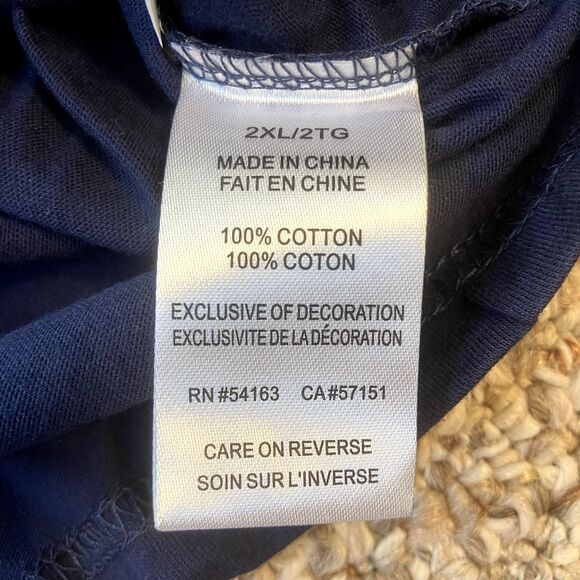 2XL/2TG
MADE IN CHINA
FAIT EN CHINE
100% COTTON
100% COTON
EXCLUSIVE OF DECORATION
EXCLUSIVITE DE LA DÉCORATION
RN #54163 CA#57151
CARE ON REVERSE
SOIN SUR L'INVERSE